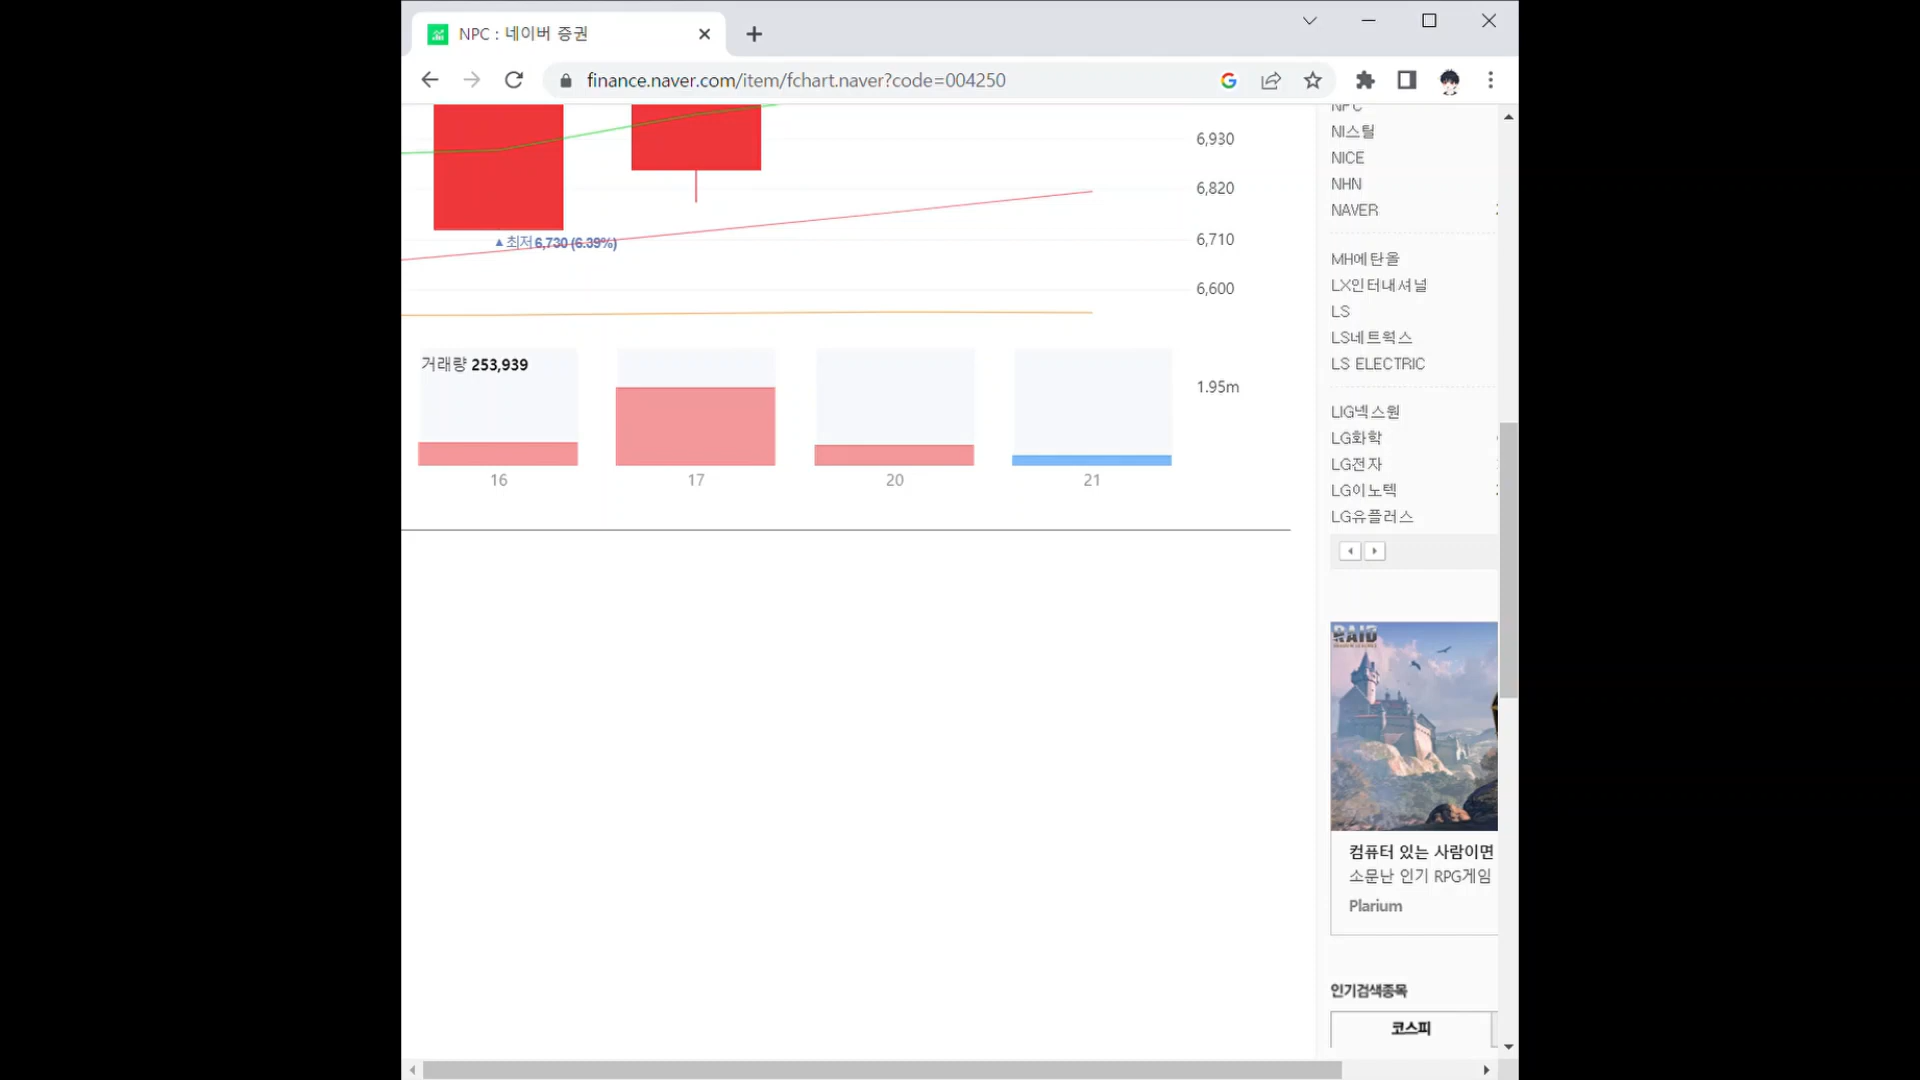 NPC : 네이버 증권
finance.naver.com/item/fchart.naver?code=004250
6,930
6,820
▲최저 6,730 (6.39%)
6,710
6,600
거래량 253,939
1.95m
16
17
20
21
NPC
NI스틸
NICE
NHN
NAVER
MH에탄올
LX인터내셔널
LS
LS네트웍스
LS ELECTRIC
LIG넥스원
LG화학
LG전자
LG이노텍
LG유플러스
RAID
컴퓨터 있는 사람이면
소문난 인기 RPG게임
Plarium
인기검색종목
코스피